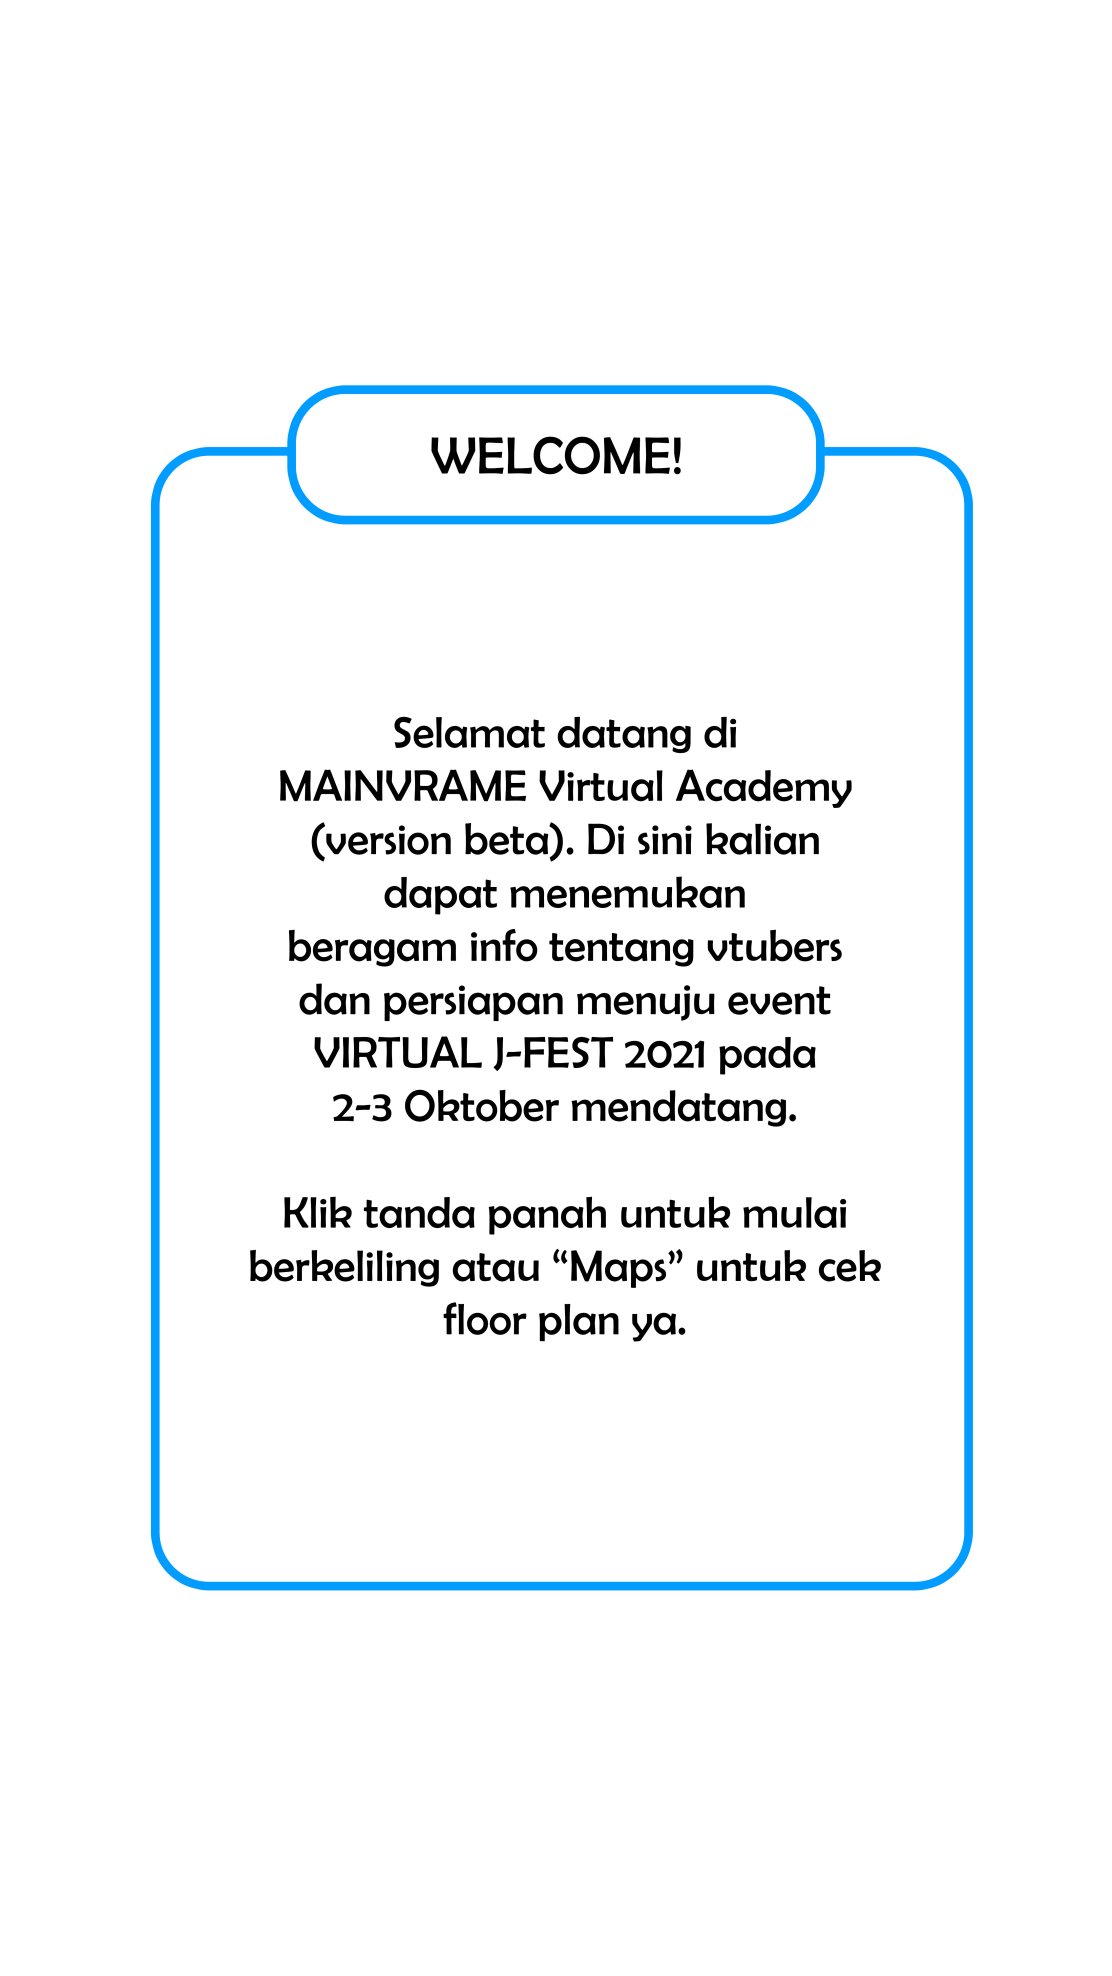 WELCOME!
Selamat datang di
MAINVRAME Virtual Academy
(version beta). Di sini kalian
dapat menemukan
beragam info tentang vtubers
dan persiapan menuju event
VIRTUAL J-FEST 2021 pada
2-3 Oktober mendatang.
Klik tanda panah untuk mulai
berkeliling atau “Maps” untuk cek
floor plan ya.